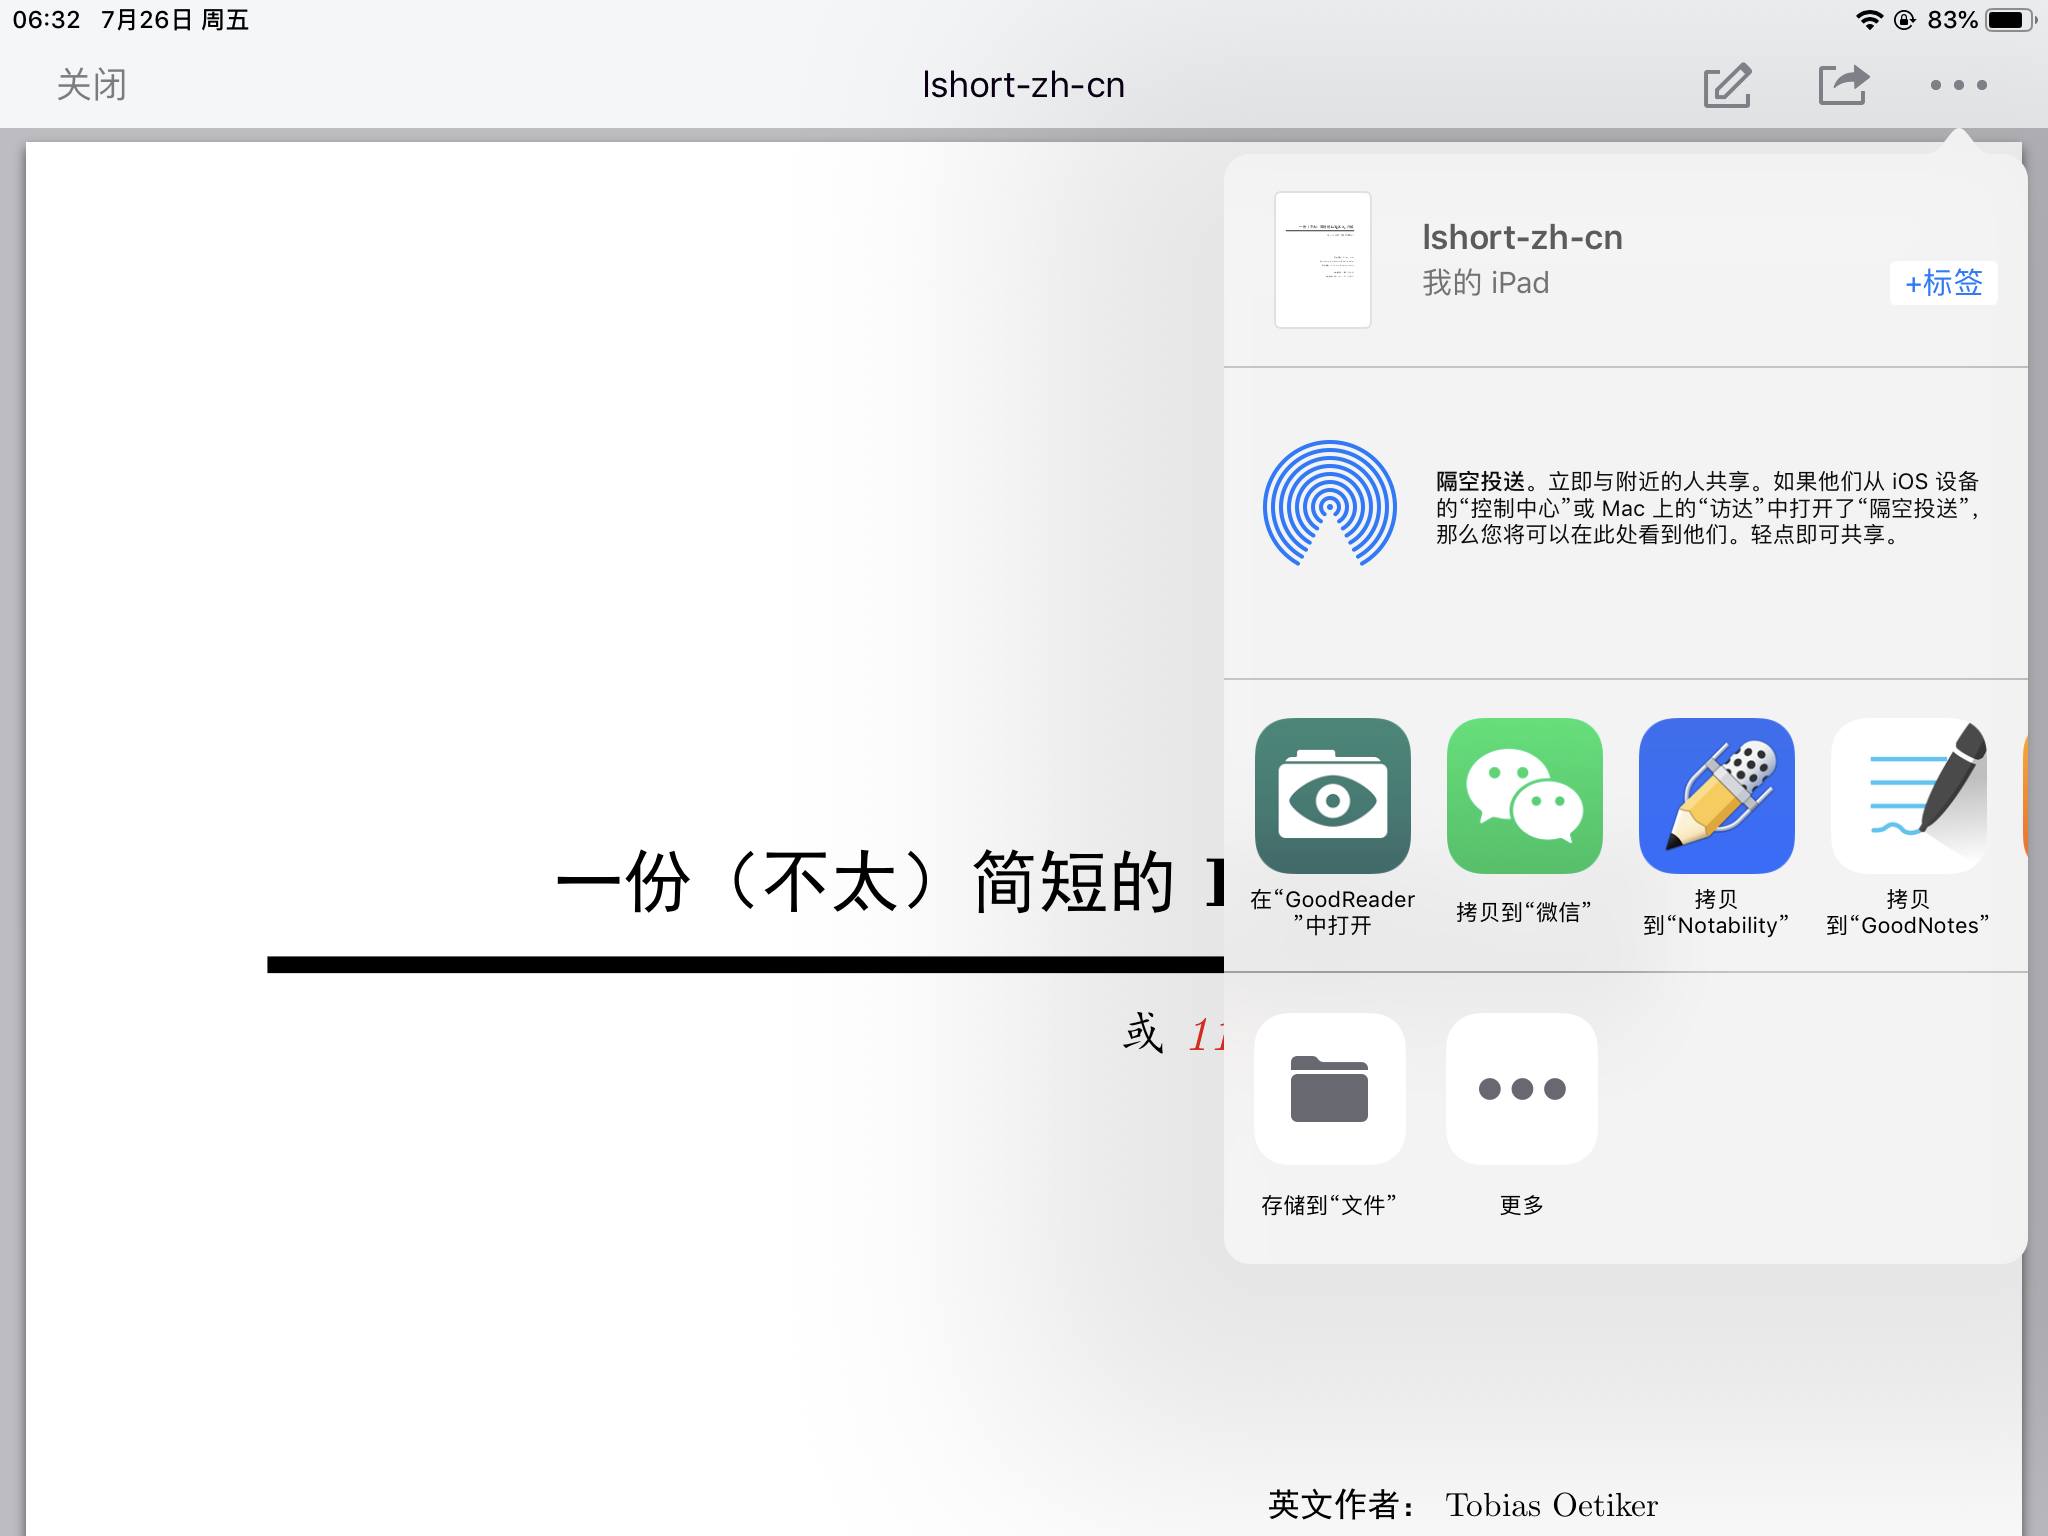 06:32 7月26日 周五
83%
关闭
lshort-zh-cn
lshort-zh-cn
我的 iPad
+标签
隔空投送。立即与附近的人共享。如果他们从 iOS 设备
的“控制中心”或 Mac 上的“访达”中打开了“隔空投送”，
那么您将可以在此处看到他们。轻点即可共享。
一份（不太）简短的
在“GoodReader
”中打开
拷贝到“微信”
拷贝
到“Notability”
拷贝
到“GoodNotes”
或 11
存储到“文件”
更多
英文作者： Tobias Oetiker